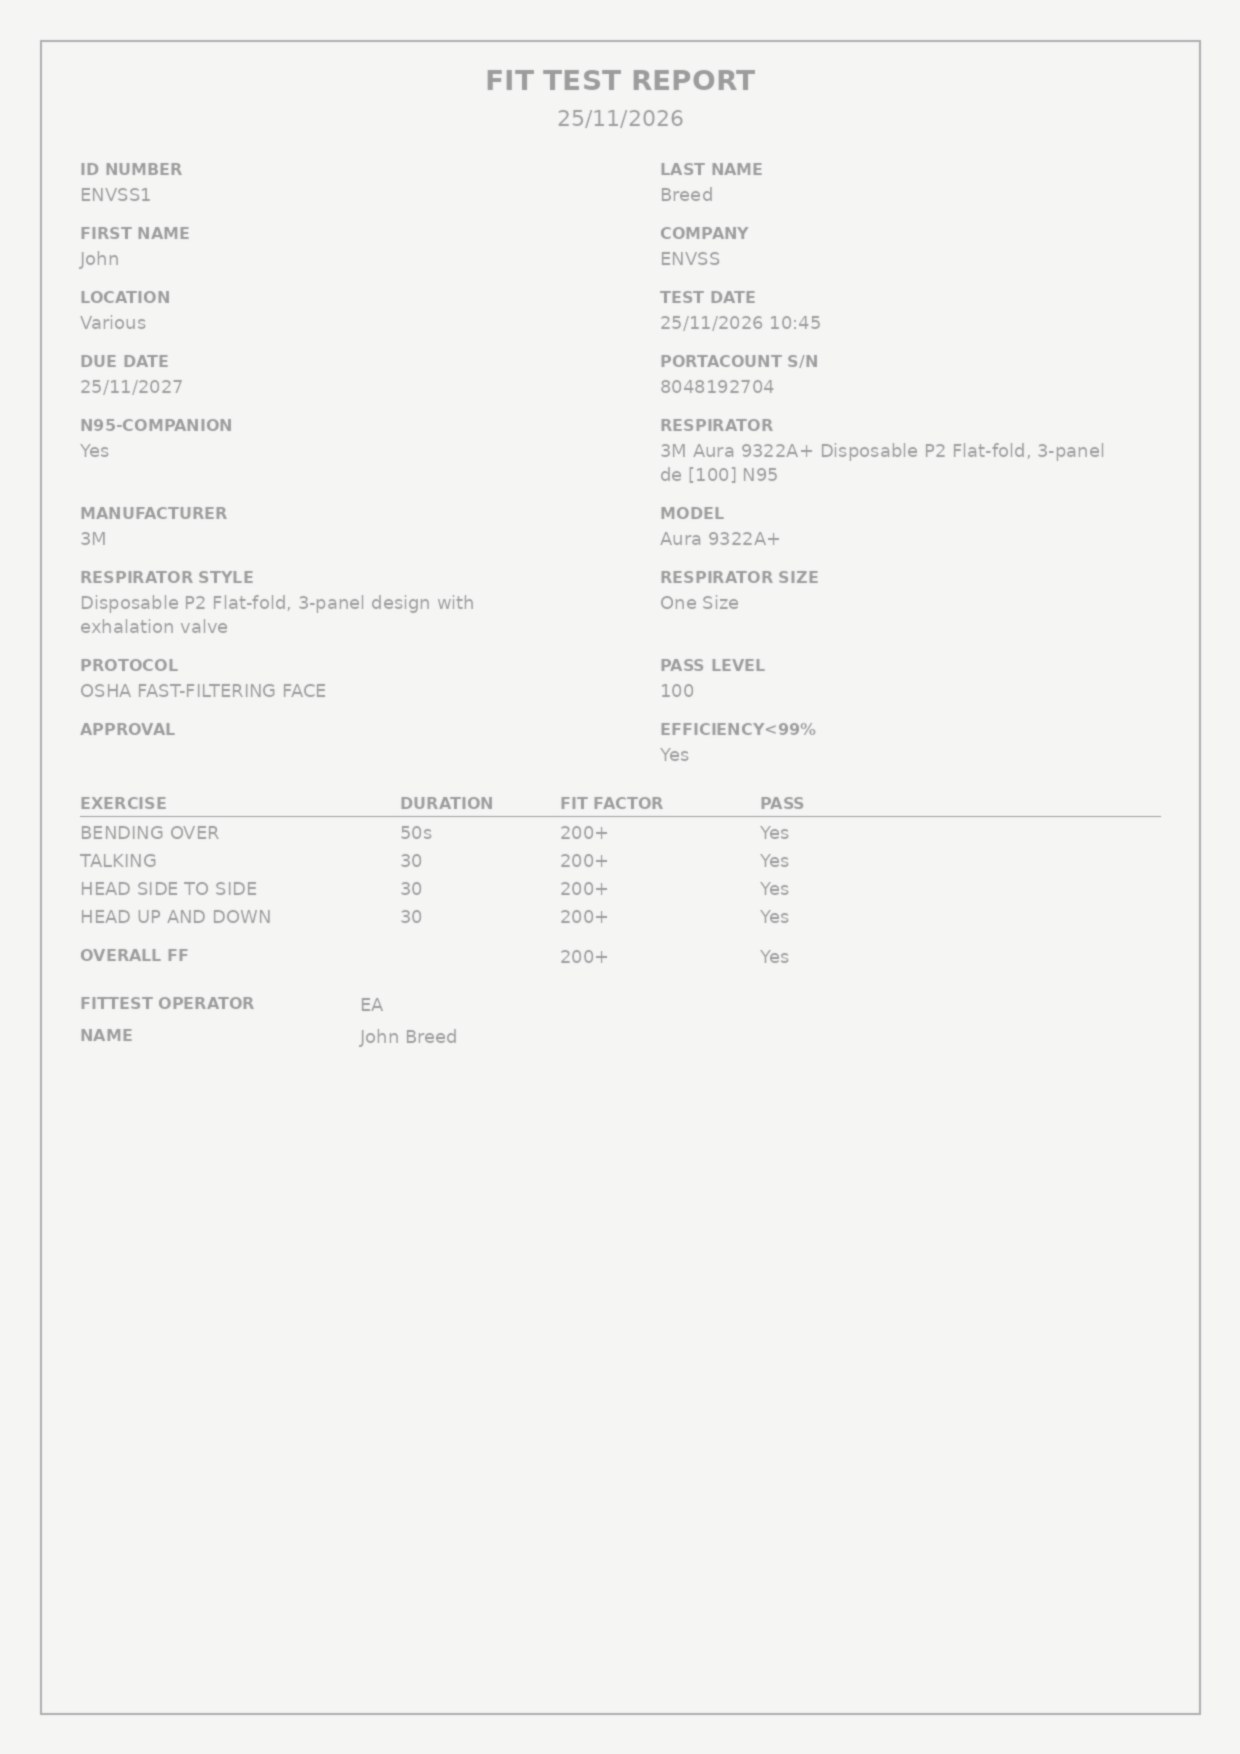 FIT TEST REPORT
25/11/2026
ID NUMBER
ENVSS1
LAST NAME
Breed
FIRST NAME
John
COMPANY
ENVSS
LOCATION
Various
TEST DATE
25/11/2026 10:45
DUE DATE
25/11/2027
PORTACOUNT S/N
8048192704
N95-COMPANION
Yes
RESPIRATOR
3M Aura 9322A+ Disposable P2 Flat-fold, 3-panel
de [100] N95
MANUFACTURER
3M
MODEL
Aura 9322A+
RESPIRATOR STYLE
Disposable P2 Flat-fold, 3-panel design with
exhalation valve
RESPIRATOR SIZE
One Size
PROTOCOL
OSHA FAST-FILTERING FACE
PASS LEVEL
100
APPROVAL
EFFICIENCY<99%
Yes
EXERCISE DURATION FIT FACTOR PASS
BENDING OVER 50s 200+ Yes
TALKING 30 200+ Yes
HEAD SIDE TO SIDE 30 200+ Yes
HEAD UP AND DOWN 30 200+ Yes
OVERALL FF 200+ Yes
FITTEST OPERATOR EA
NAME John Breed